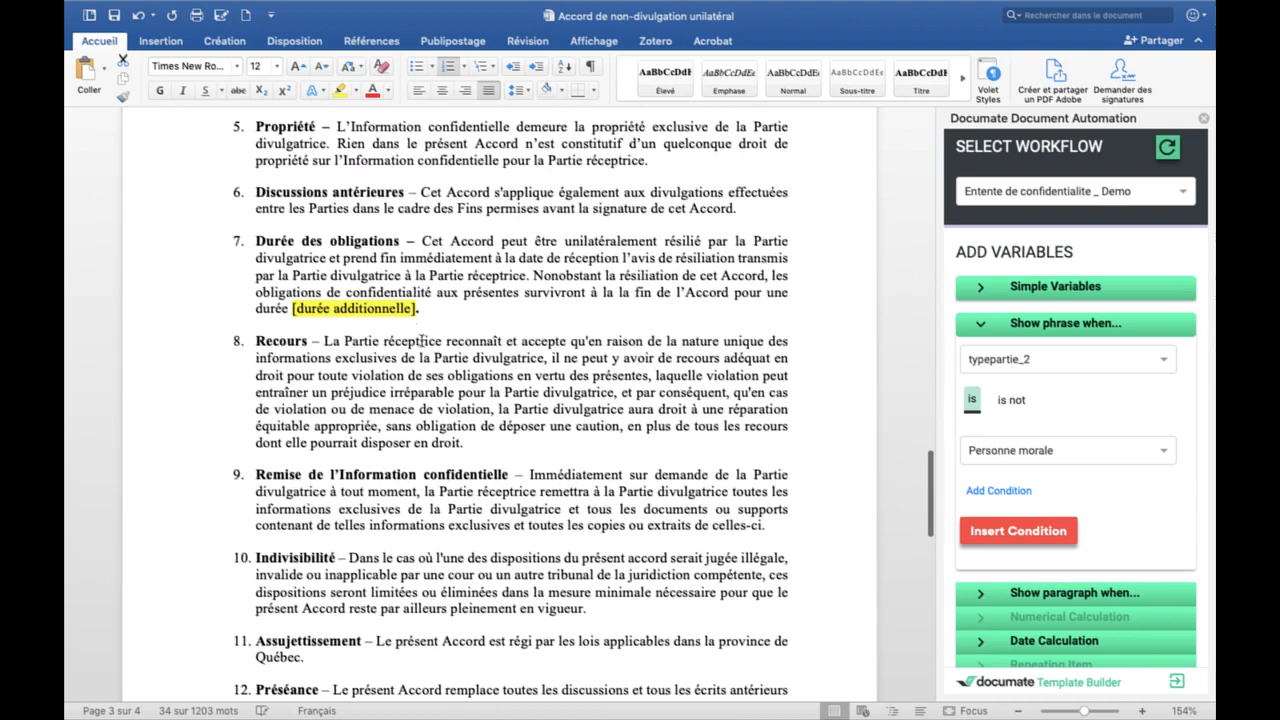 Accord de non-divulgation unilatéral
Rechercher dans le document
Accueil Insertion Création Disposition Références Publipostage Révision Affichage Zotero Acrobat Partager
Coller
Times New Ro... 12
G I S abc X₂ X² A A
AaBbCcDdE AaBbCcDdEe AaBbCcDdE AaBbCcDdEe AaBbCcDdE
Élevé Emphase Normal Sous-titre Titre
Volet Styles
Créer et partager un PDF Adobe
Demander des signatures
5. Propriété – L’Information confidentielle demeure la propriété exclusive de la Partie
divulgatrice. Rien dans le présent Accord n’est constitutif d’un quelconque droit de
propriété sur l’Information confidentielle pour la Partie réceptrice.
6. Discussions antérieures – Cet Accord s'applique également aux divulgations effectuées
entre les Parties dans le cadre des Fins permises avant la signature de cet Accord.
7. Durée des obligations – Cet Accord peut être unilatéralement résilié par la Partie
divulgatrice et prend fin immédiatement à la date de réception l’avis de résiliation transmis
par la Partie divulgatrice à la Partie réceptrice. Nonobstant la résiliation de cet Accord, les
obligations de confidentialité aux présentes survivront à la la fin de l’Accord pour une
durée [durée additionnelle].
8. Recours – La Partie réceptrice reconnaît et accepte qu'en raison de la nature unique des
informations exclusives de la Partie divulgatrice, il ne peut y avoir de recours adéquat en
droit pour toute violation de ses obligations en vertu des présentes, laquelle violation peut
entraîner un préjudice irréparable pour la Partie divulgatrice, et par conséquent, qu'en cas
de violation ou de menace de violation, la Partie divulgatrice aura droit à une réparation
équitable appropriée, sans obligation de déposer une caution, en plus de tous les recours
dont elle pourrait disposer en droit.
9. Remise de l’Information confidentielle – Immédiatement sur demande de la Partie
divulgatrice à tout moment, la Partie réceptrice remettra à la Partie divulgatrice toutes les
informations exclusives de la Partie divulgatrice et tous les documents ou supports
contenant de telles informations exclusives et toutes les copies ou extraits de celles-ci.
10. Indivisibilité – Dans le cas où l'une des dispositions du présent accord serait jugée illégale,
invalide ou inapplicable par une cour ou un autre tribunal de la juridiction compétente, ces
dispositions seront limitées ou éliminées dans la mesure minimale nécessaire pour que le
présent Accord reste par ailleurs pleinement en vigueur.
11. Assujettissement – Le présent Accord est régi par les lois applicables dans la province de
Québec.
12. Préséance – Le présent Accord remplace toutes les discussions et tous les écrits antérieurs
Documate Document Automation
SELECT WORKFLOW
Entente de confidentialite _ Demo
ADD VARIABLES
Simple Variables
Show phrase when...
typepartie_2
is is not
Personne morale
Add Condition
Insert Condition
Show paragraph when...
Numerical Calculation
Date Calculation
Repeating Item
documate Template Builder
Page 3 sur 4 34 sur 1203 mots Français Focus 154%